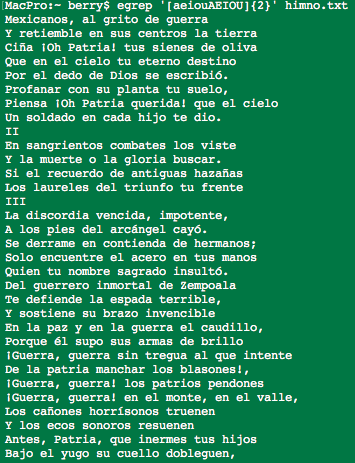 MacPro:~ berry$ egrep '[aeiouAEIOU]{2}' himno.txt
Mexicanos, al grito de guerra
Y retiemble en sus centros la tierra
Ciña ¡Oh Patria! tus sienes de oliva
Que en el cielo tu eterno destino
Por el dedo de Dios se escribió.
Profanar con su planta tu suelo,
Piensa ¡Oh Patria querida! que el cielo
Un soldado en cada hijo te dio.
II
En sangrientos combates los viste
Y la muerte o la gloria buscar.
Si el recuerdo de antiguas hazañas
Los laureles del triunfo tu frente
III
La discordia vencida, impotente,
A los pies del arcángel cayó.
Se derrame en contienda de hermanos;
Solo encuentre el acero en tus manos
Quien tu nombre sagrado insultó.
Del guerrero inmortal de Zempoala
Te defiende la espada terrible,
Y sostiene su brazo invencible
En la paz y en la guerra el caudillo,
Porque él supo sus armas de brillo
¡Guerra, guerra sin tregua al que intente
De la patria manchar los blasones!,
¡Guerra, guerra! los patrios pendones
¡Guerra, guerra! en el monte, en el valle,
Los cañones horrísonos truenen
Y los ecos sonoros resuenen
Antes, Patria, que inermes tus hijos
Bajo el yugo su cuello dobleguen,